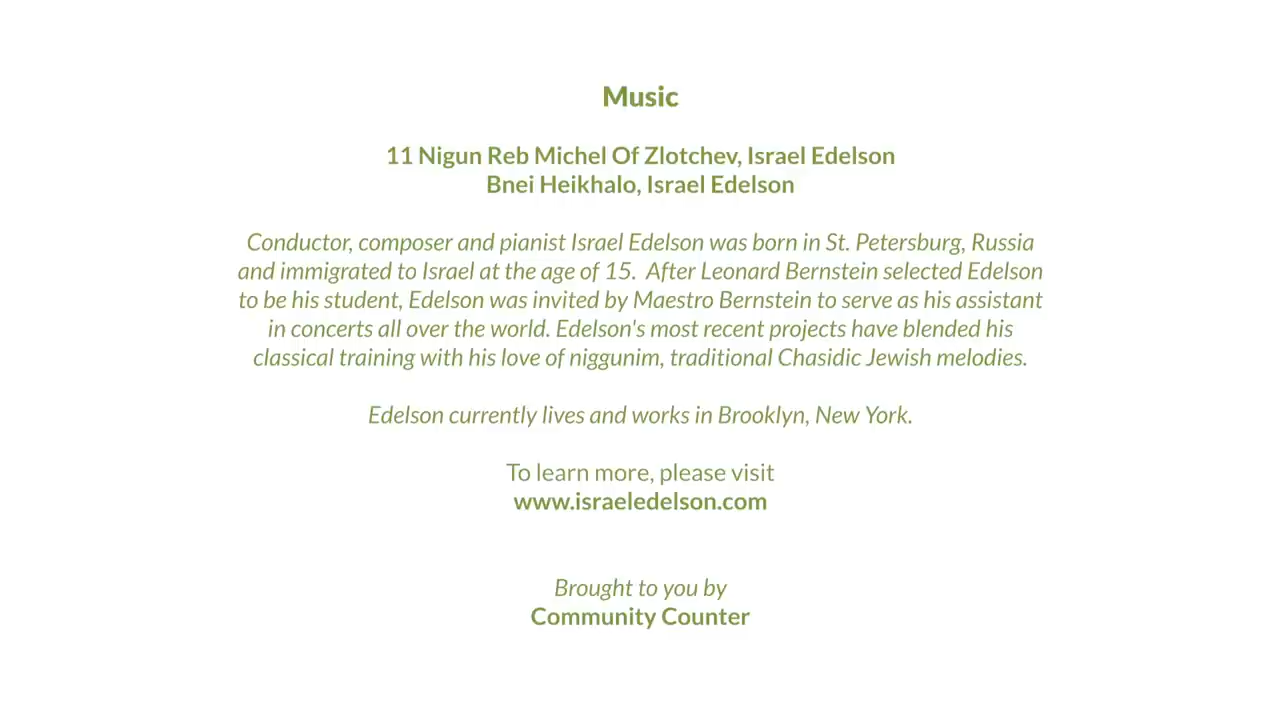 Music
11 Nigun Reb Michel Of Zlotchev, Israel Edelson
Bnei Heikhalo, Israel Edelson
Conductor, composer and pianist Israel Edelson was born in St. Petersburg, Russia
and immigrated to Israel at the age of 15.  After Leonard Bernstein selected Edelson
to be his student, Edelson was invited by Maestro Bernstein to serve as his assistant
in concerts all over the world. Edelson's most recent projects have blended his
classical training with his love of niggunim, traditional Chasidic Jewish melodies.
Edelson currently lives and works in Brooklyn, New York.
To learn more, please visit
www.israeledelson.com
Brought to you by
Community Counter